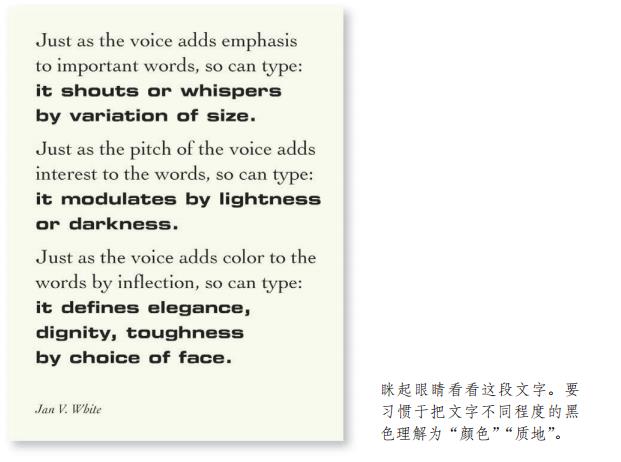 Just as the voice adds emphasis
to important words, so can type:
it shouts or whispers
by variation of size.
Just as the pitch of the voice adds
interest to the words, so can type:
it modulates by lightness
or darkness.
Just as the voice adds color to the
words by inflection, so can type:
it defines elegance,
dignity, toughness
by choice of face.
Jan V. White
眯起眼睛看看这段文字。要
习惯于把文字不同程度的黑
色理解为“颜色”“质地”。